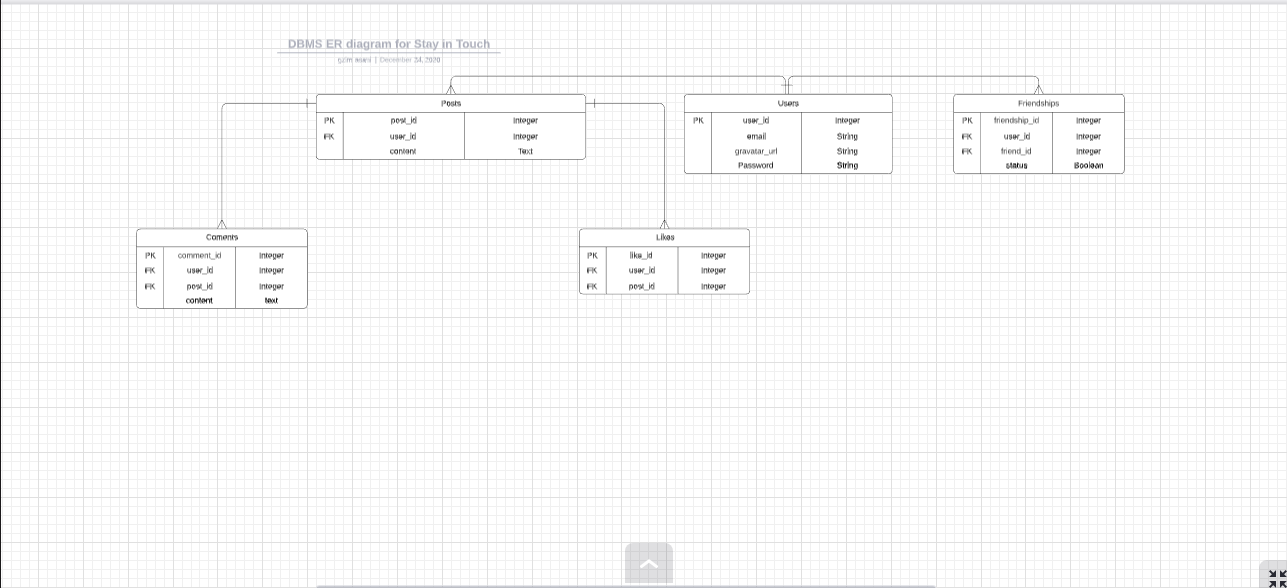 DBMS ER diagram for Stay in Touch
| December 24, 2020
Posts
PK post_id Integer
FK user_id Integer
content Text
Users
PK user_id Integer
email String
gravatar_url String
Password String
Friendships
PK friendship_id Integer
FK user_id Integer
FK friend_id Integer
status Boolean
Coments
PK comment_id Integer
FK user_id Integer
FK post_id Integer
content text
Likes
PK like_id Integer
FK user_id Integer
FK post_id Integer